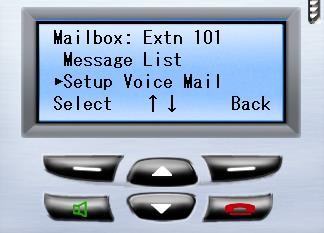 Mailbox: Extn 101
Message List
▸Setup Voice Mail
Select ↑↓ Back